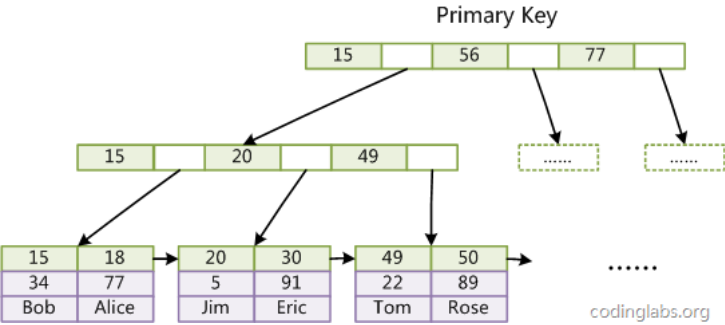 Primary Key
15 56 77
15 20 49
...... ......
15 18 20 30 49 50
34 77 5 91 22 89
Bob Alice Jim Eric Tom Rose
......
codinglabs.org